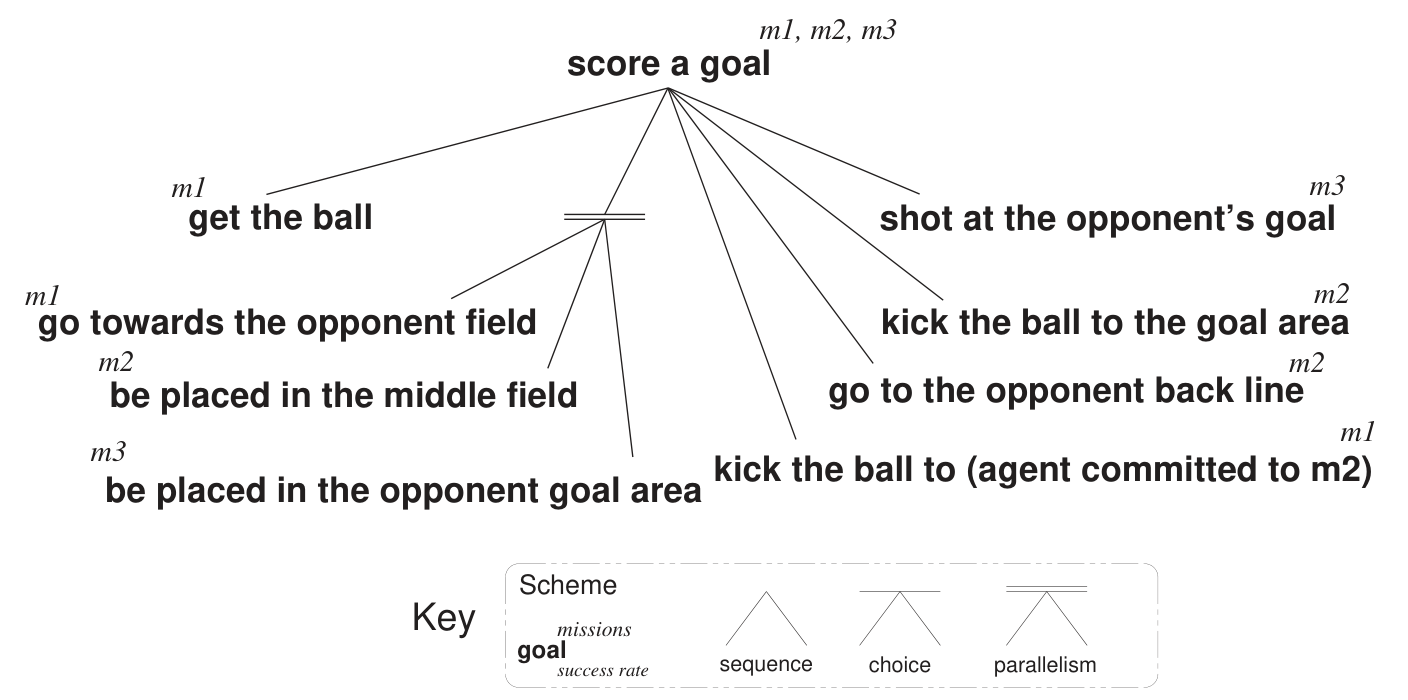 m1, m2, m3
score a goal
m1
get the ball
m3
shot at the opponent’s goal
m1
go towards the opponent field
m2
kick the ball to the goal area
m2
be placed in the middle field
m2
go to the opponent back line
m3
be placed in the opponent goal area
m1
kick the ball to (agent committed to m2)
Key
Scheme
missions
goal
success rate
sequence
choice
parallelism